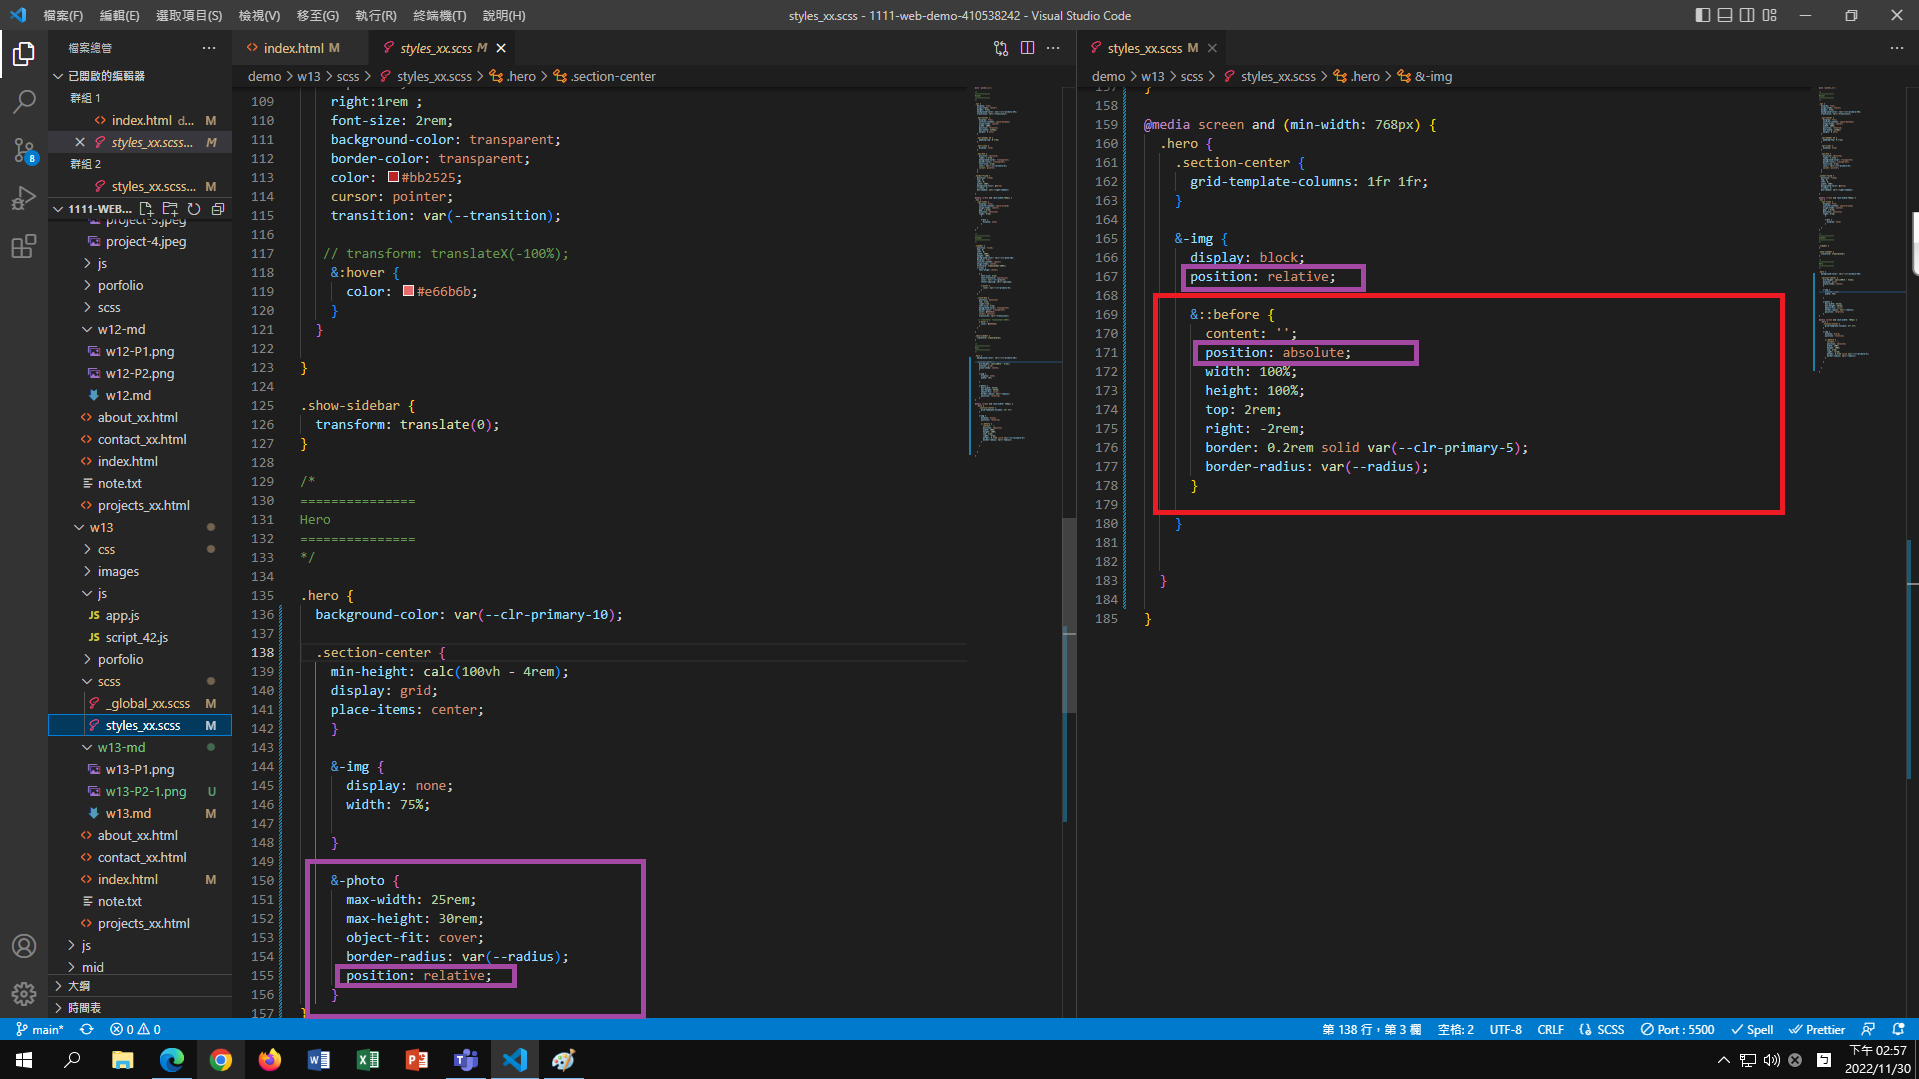 檔案(F) 編輯(E) 選取項目(S) 檢視(V) 移至(G) 執行(R) 終端機(T) 說明(H)
styles_xx.scss - 1111-web-demo-410538242 - Visual Studio Code
檔案總管
已開啟的編輯器
群組 1
index.html d... M
styles_xx.scss... M
群組 2
styles_xx.scss... M
1111-WEB...
project-3.jpeg
project-4.jpeg
js
porfolio
scss
w12-md
w12-P1.png
w12-P2.png
w12.md
about_xx.html
contact_xx.html
index.html
note.txt
projects_xx.html
w13
css
images
js
JS app.js
JS script_42.js
porfolio
scss
_global_xx.scss M
styles_xx.scss M
w13-md
w13-P1.png
w13-P2-1.png U
w13.md M
about_xx.html
contact_xx.html
index.html M
note.txt
projects_xx.html
js
mid
大綱
時間表
8
index.html M
styles_xx.scss M
demo > w13 > scss > styles_xx.scss > .hero > .section-center
109 right:1rem ;
110 font-size: 2rem;
111 background-color: transparent;
112 border-color: transparent;
113 color: #bb2525;
114 cursor: pointer;
115 transition: var(--transition);
116
117 // transform: translateX(-100%);
118 &:hover {
119 color: #e66b6b;
120 }
121 }
122
123 }
124
125 .show-sidebar {
126 transform: translate(0);
127 }
128
129 /*
130 ===============
131 Hero
132 ===============
133 */
134
135 .hero {
136 background-color: var(--clr-primary-10);
137
138 .section-center {
139 min-height: calc(100vh - 4rem);
140 display: grid;
141 place-items: center;
142 }
143
144 &-img {
145 display: none;
146 width: 75%;
147
148 }
149
150 &-photo {
151 max-width: 25rem;
152 max-height: 30rem;
153 object-fit: cover;
154 border-radius: var(--radius);
155 position: relative;
156 }
157 }
styles_xx.scss M
demo > w13 > scss > styles_xx.scss > .hero > &-img
157 }
158
159 @media screen and (min-width: 768px) {
160 .hero {
161 .section-center {
162 grid-template-columns: 1fr 1fr;
163 }
164
165 &-img {
166 display: block;
167 position: relative;
168
169 &::before {
170 content: '';
171 position: absolute;
172 width: 100%;
173 height: 100%;
174 top: 2rem;
175 right: -2rem;
176 border: 0.2rem solid var(--clr-primary-5);
177 border-radius: var(--radius);
178 }
179
180 }
181
182
183 }
184
185 }
main* 0 0
第 138 行，第 3 欄 空格: 2 UTF-8 CRLF SCSS Port : 5500 Spell Prettier
下午 02:57
2022/11/30